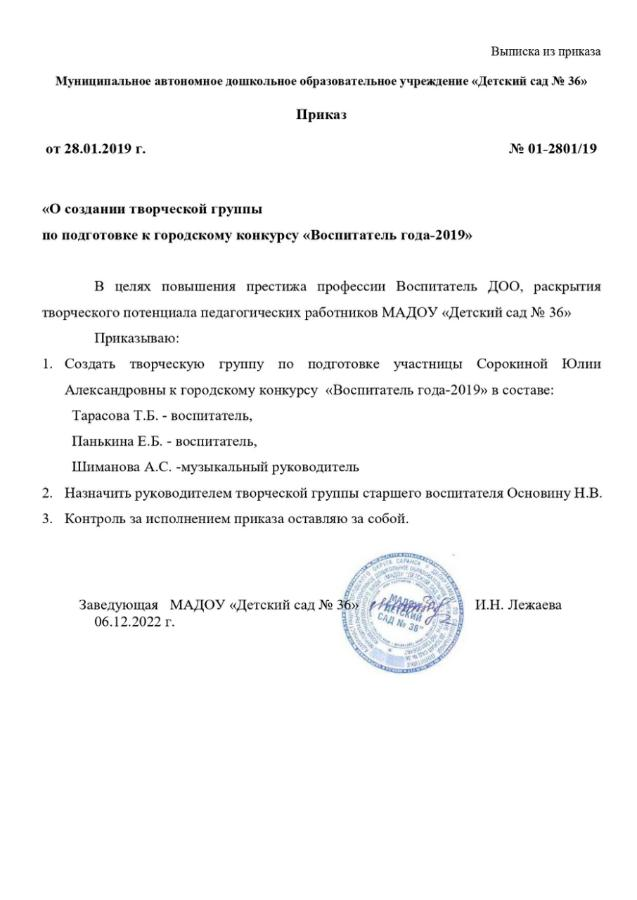 Выписка из приказа
Муниципальное автономное дошкольное образовательное учреждение «Детский сад № 36»
Приказ
от 28.01.2019 г. № 01-2801/19
«О создании творческой группы
по подготовке к городскому конкурсу «Воспитатель года-2019»
В целях повышения престижа профессии Воспитатель ДОО, раскрытия
творческого потенциала педагогических работников МАДОУ «Детский сад № 36»
Приказываю:
1. Создать творческую группу по подготовке участницы Сорокиной Юлии
Александровны к городскому конкурсу «Воспитатель года-2019» в составе:
Тарасова Т.Б. - воспитатель,
Панькина Е.Б. - воспитатель,
Шиманова А.С. -музыкальный руководитель
2. Назначить руководителем творческой группы старшего воспитателя Основину Н.В.
3. Контроль за исполнением приказа оставляю за собой.
Заведующая МАДОУ «Детский сад № 36» И.Н. Лежаева
06.12.2022 г.
МАДОУ
"ДЕТСКИЙ
САД № 36"